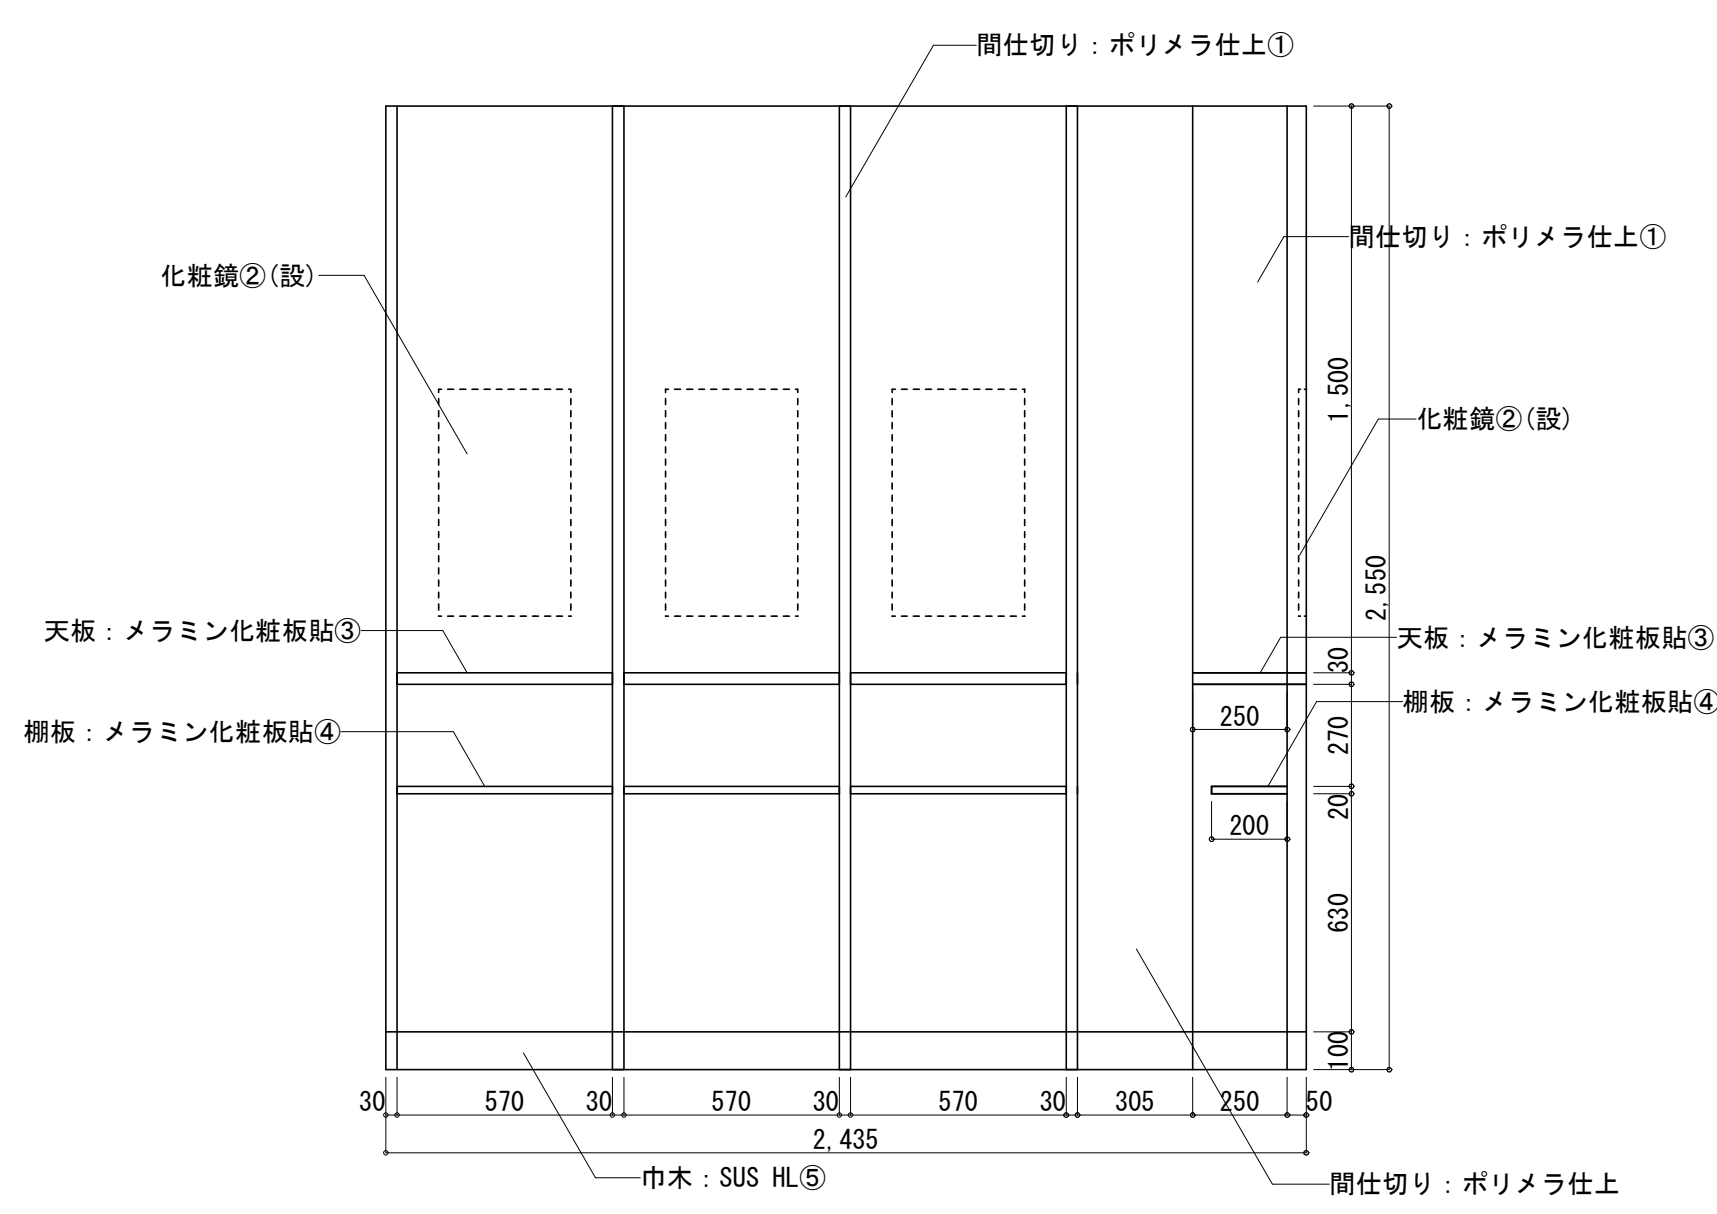 間仕切り：ポリメラ仕上①
間仕切り：ポリメラ仕上①
化粧鏡②(設)
1,500
化粧鏡②(設)
2,550
天板：メラミン化粧板貼③
天板：メラミン化粧板貼③
30
棚板：メラミン化粧板貼④
棚板：メラミン化粧板貼④
250
270
20
200
630
100
30 570 30 570 30 570 30 305 250 50
2,435
巾木：SUS HL⑤
間仕切り：ポリメラ仕上